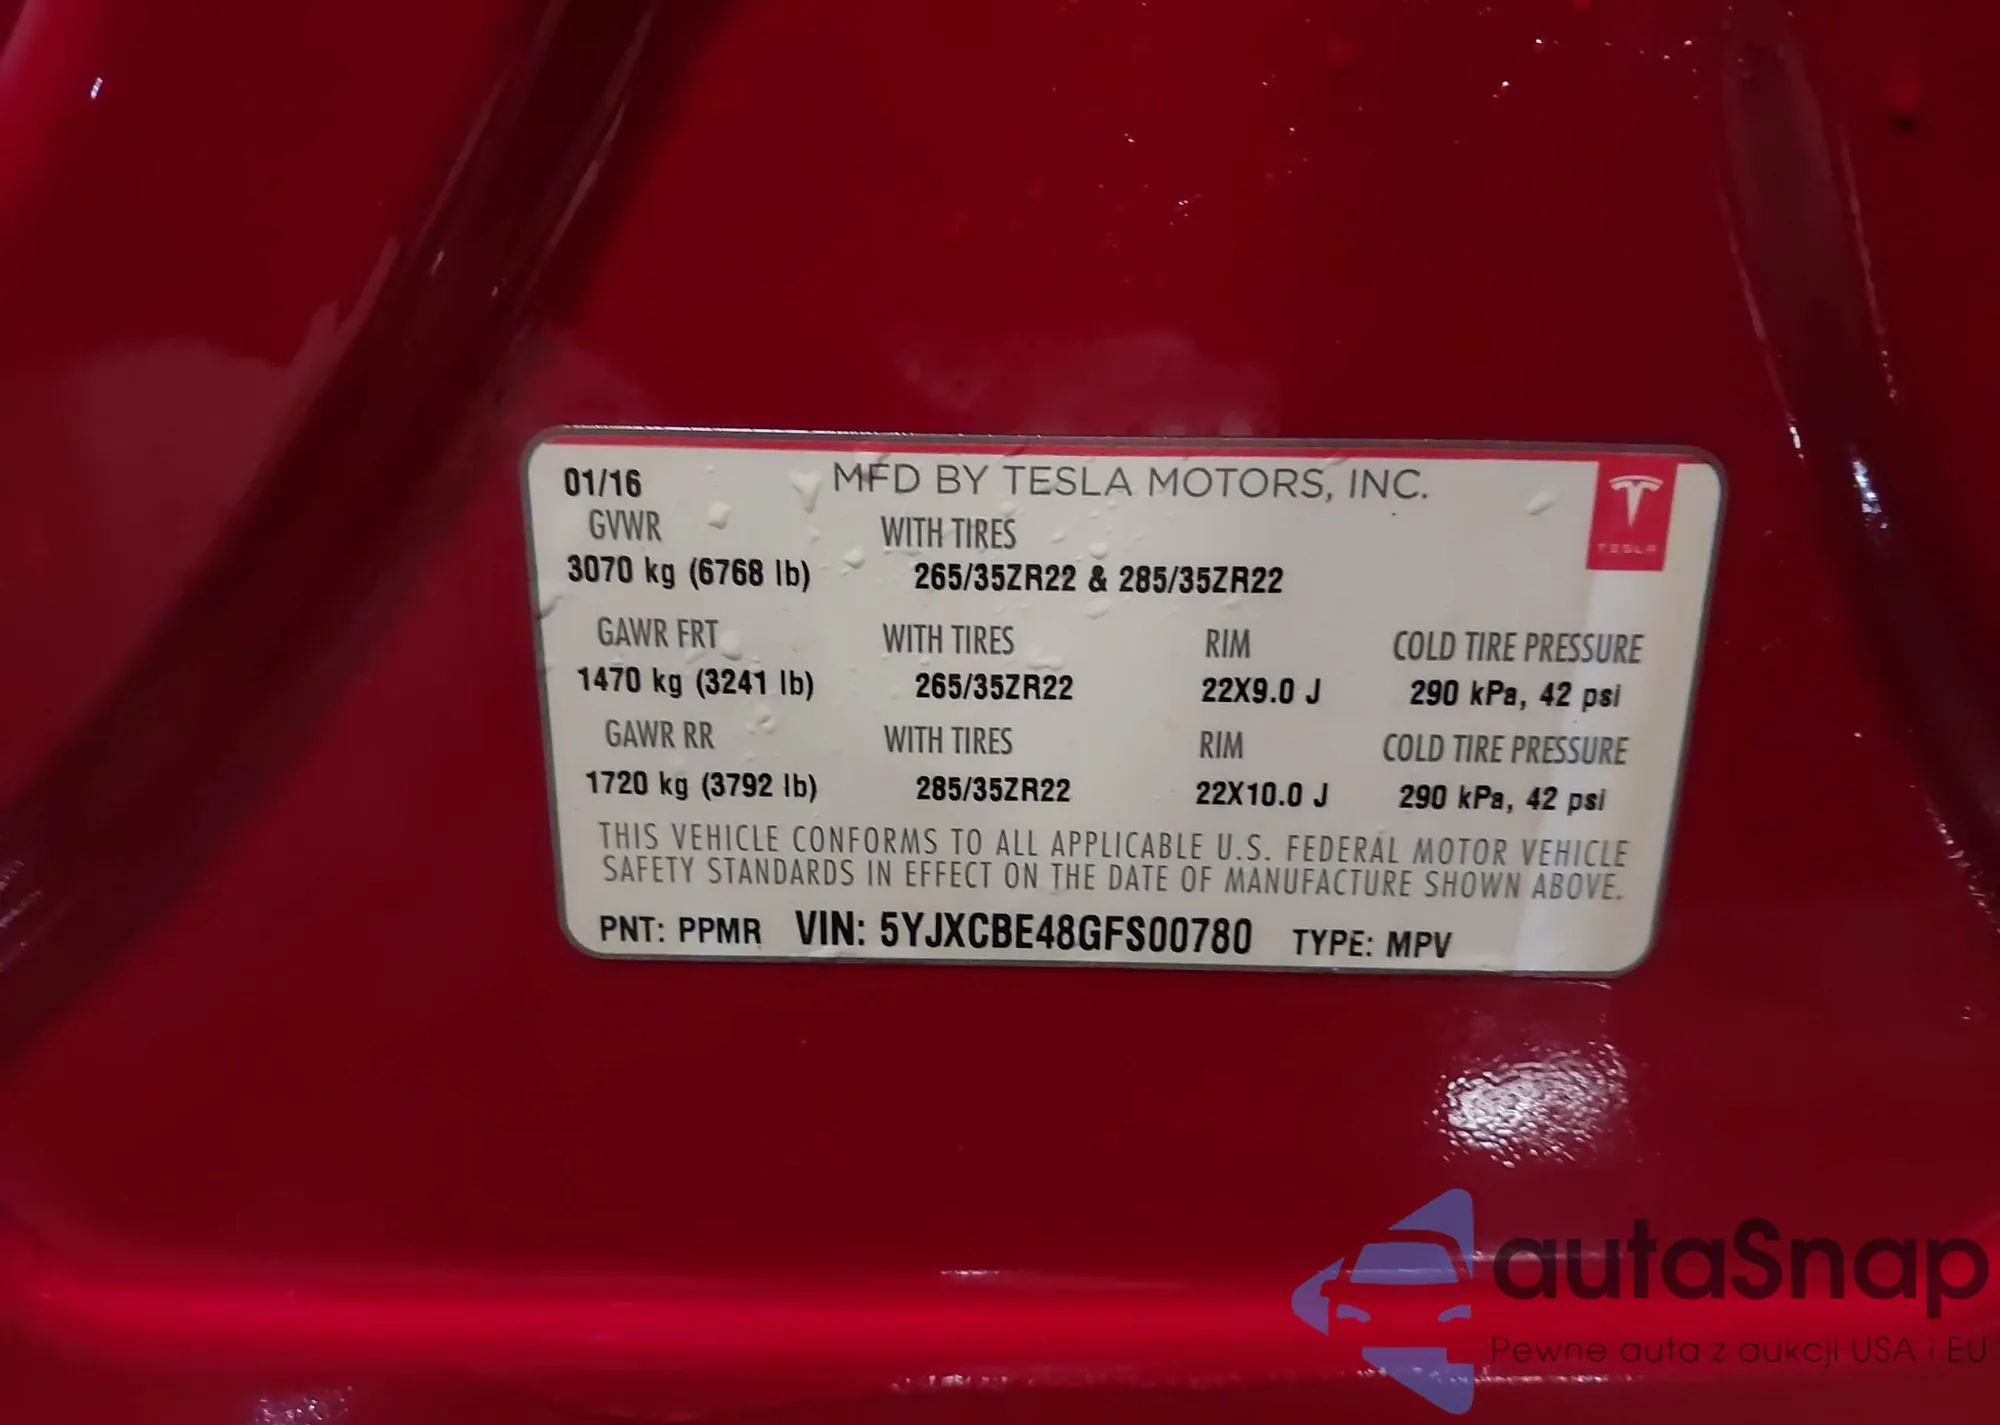 01/16 MFD BY TESLA MOTORS, INC.
TESLA
GVWR WITH TIRES
3070 kg (6768 lb) 265/35ZR22 & 285/35ZR22
GAWR FRT WITH TIRES RIM COLD TIRE PRESSURE
1470 kg (3241 lb) 265/35ZR22 22X9.0 J 290 kPa, 42 psi
GAWR RR WITH TIRES RIM COLD TIRE PRESSURE
1720 kg (3792 lb) 285/35ZR22 22X10.0 J 290 kPa, 42 psi
THIS VEHICLE CONFORMS TO ALL APPLICABLE U.S. FEDERAL MOTOR VEHICLE
SAFETY STANDARDS IN EFFECT ON THE DATE OF MANUFACTURE SHOWN ABOVE.
PNT: PPMR VIN: 5YJXCBE48GFS00780 TYPE: MPV
autaSnap
Pewne auta z aukcji USA i EU